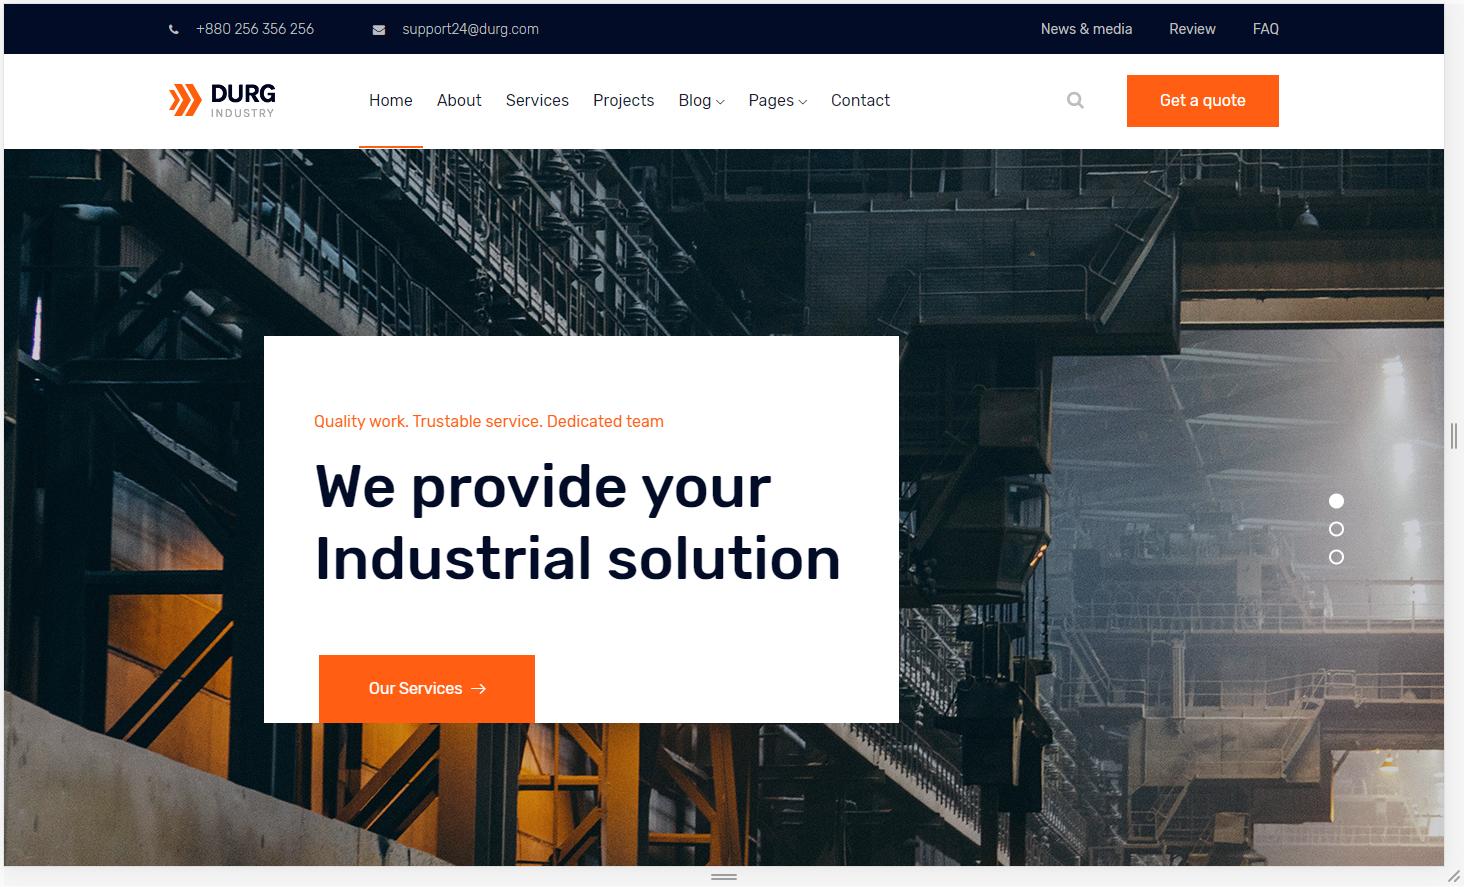 +880 256 356 256 support24@durg.com News & media Review FAQ
DURG
INDUSTRY
Home About Services Projects Blog Pages Contact Get a quote
Quality work. Trustable service. Dedicated team
We provide your
Industrial solution
Our Services →